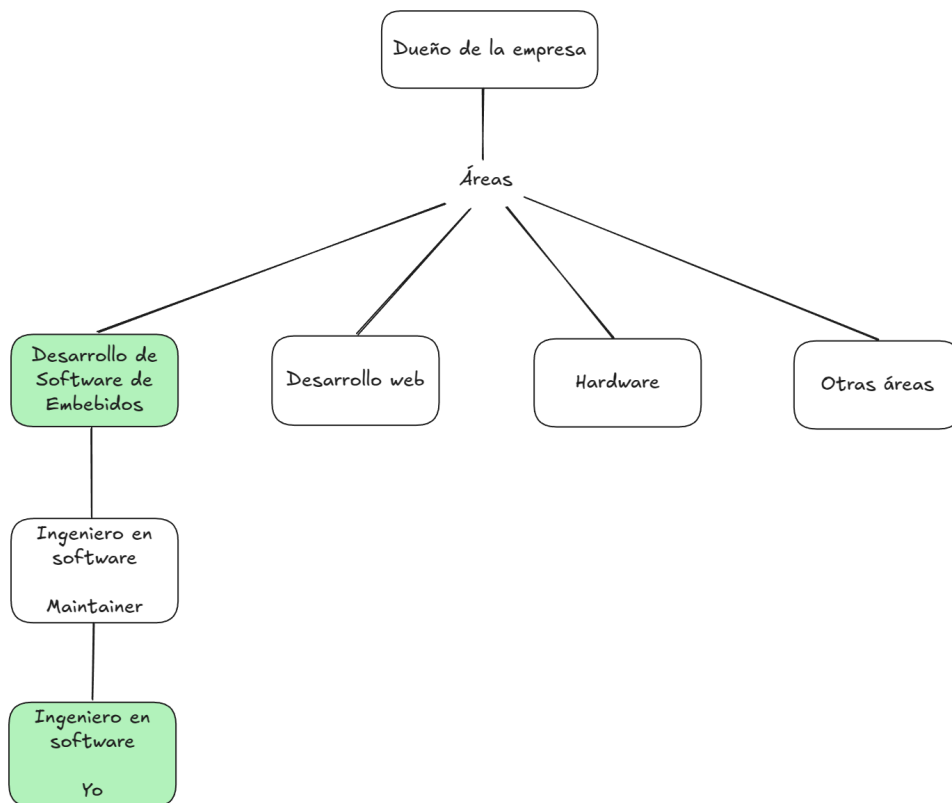 Dueño de la empresa
Áreas
Desarrollo de
Software de
Embebidos
Desarrollo web
Hardware
Otras áreas
Ingeniero en
software
Maintainer
Ingeniero en
software
Yo